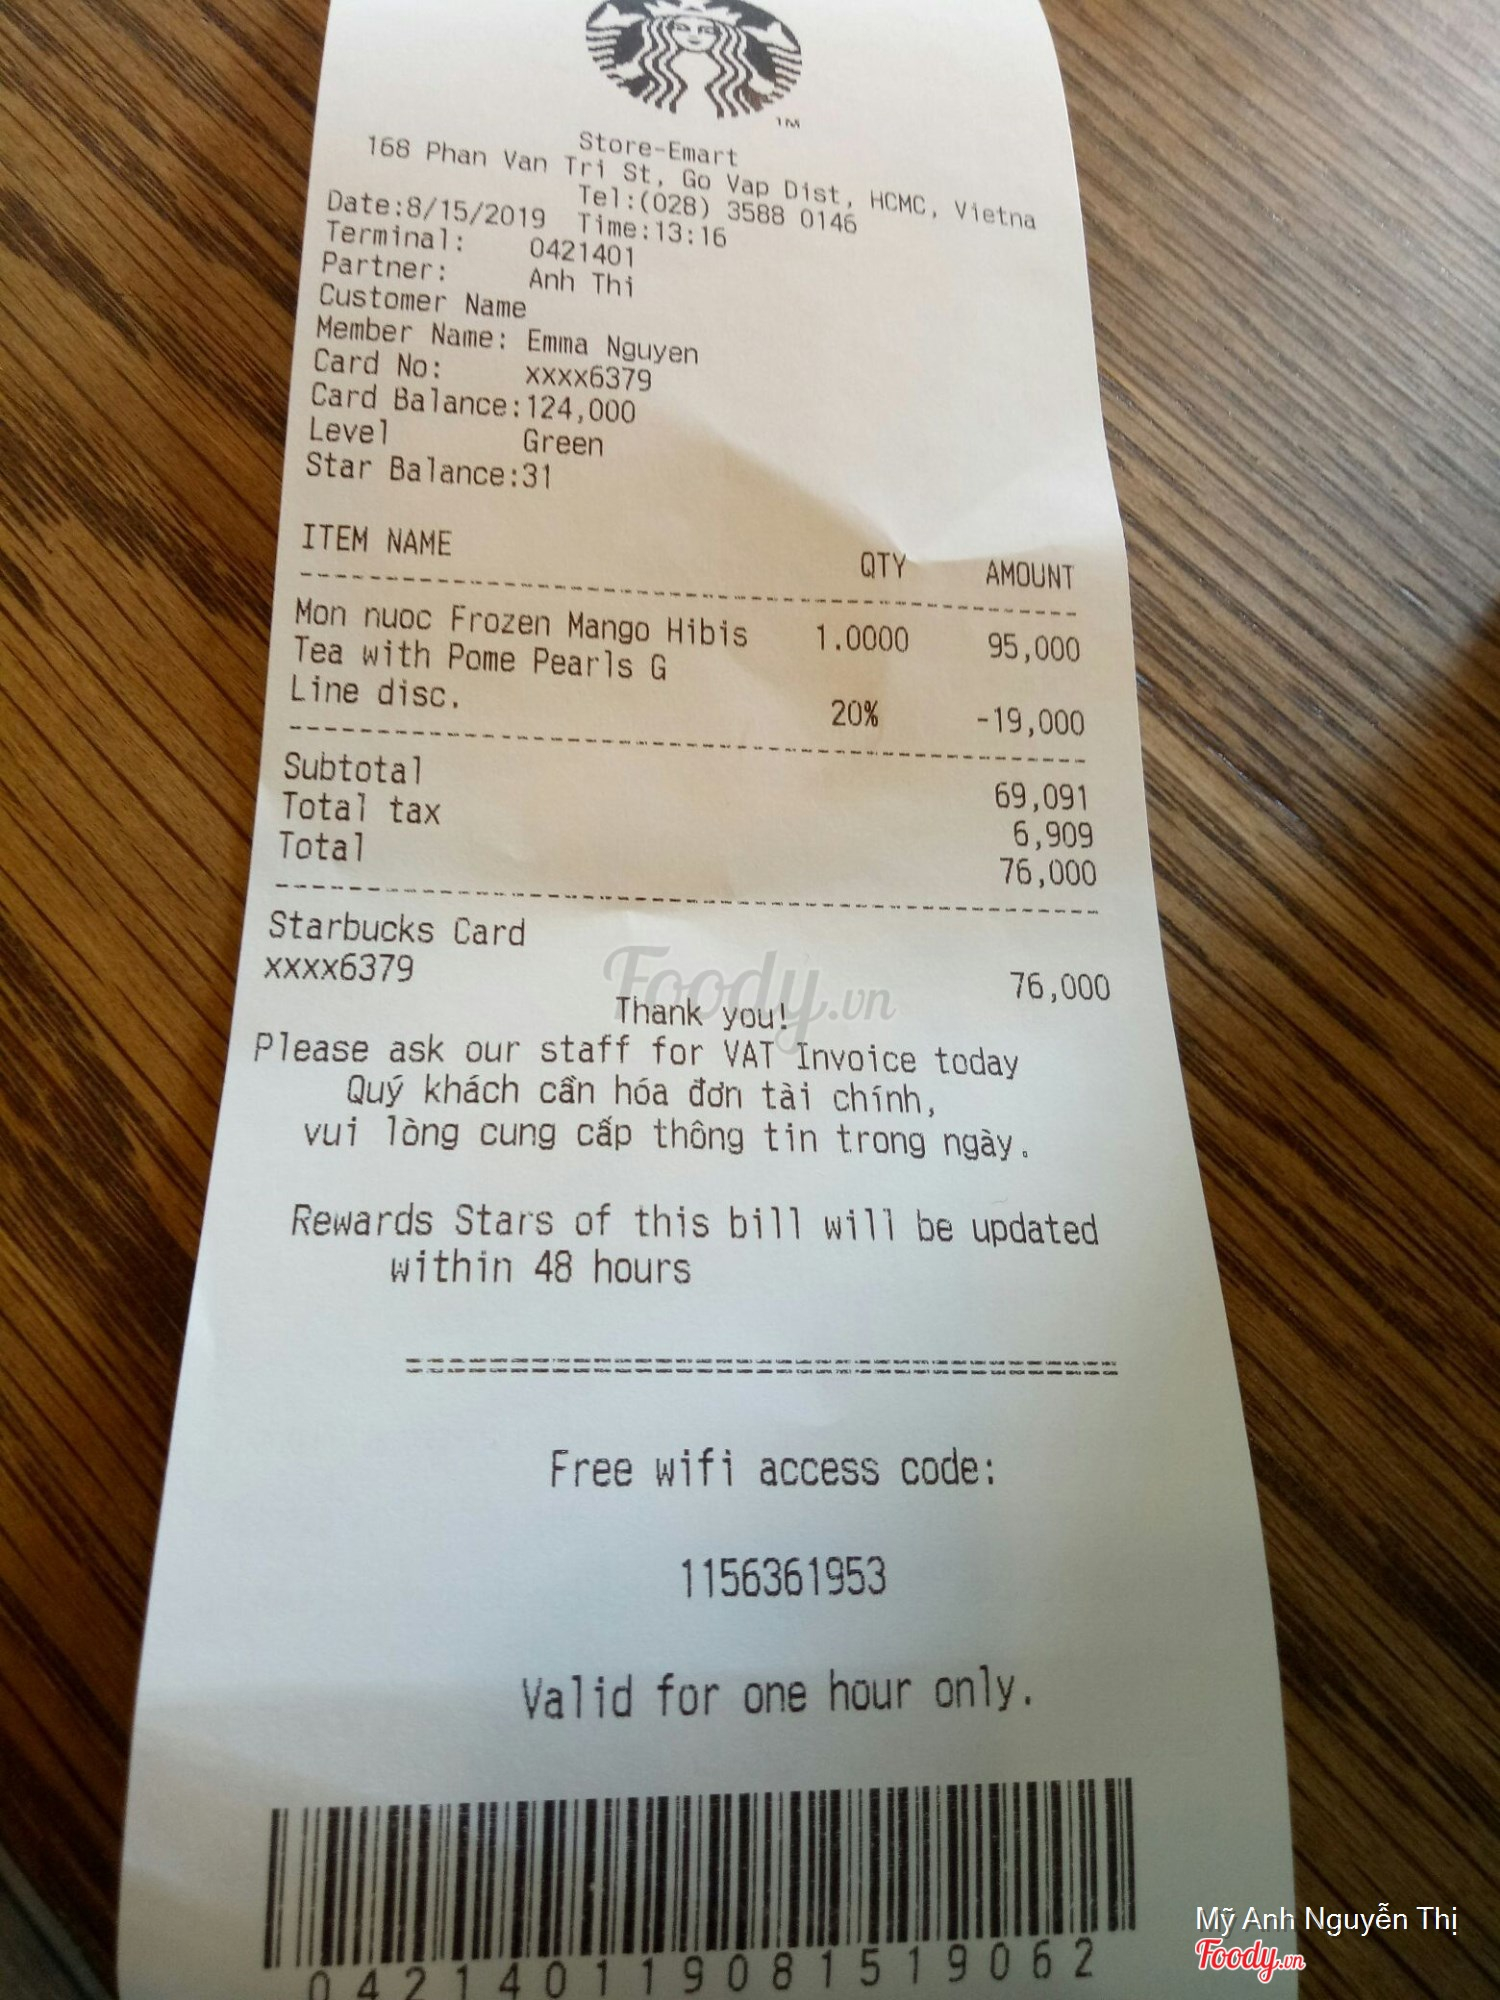 TM
Store-Emart
168 Phan Van Tri St, Go Vap Dist, HCMC, Vietna
Tel:(028) 3588 0146
Date:8/15/2019 Time:13:16
Terminal: 0421401
Partner: Anh Thi
Customer Name
Member Name: Emma Nguyen
Card No: xxxx6379
Card Balance:124,000
Level Green
Star Balance:31
ITEM NAME QTY AMOUNT
Mon nuoc Frozen Mango Hibis 1.0000 95,000
Tea with Pome Pearls G
Line disc. 20% -19,000
Subtotal 69,091
Total tax 6,909
Total 76,000
Starbucks Card
xxxx6379 76,000
Foody.vn
Thank you!
Please ask our staff for VAT Invoice today
Quý khách cần hóa đơn tài chính,
vui lòng cung cấp thông tin trong ngày.
Rewards Stars of this bill will be updated
within 48 hours
Free wifi access code:
1156361953
Valid for one hour only.
042140119081519062
Mỹ Anh Nguyễn Thị
Foody.vn